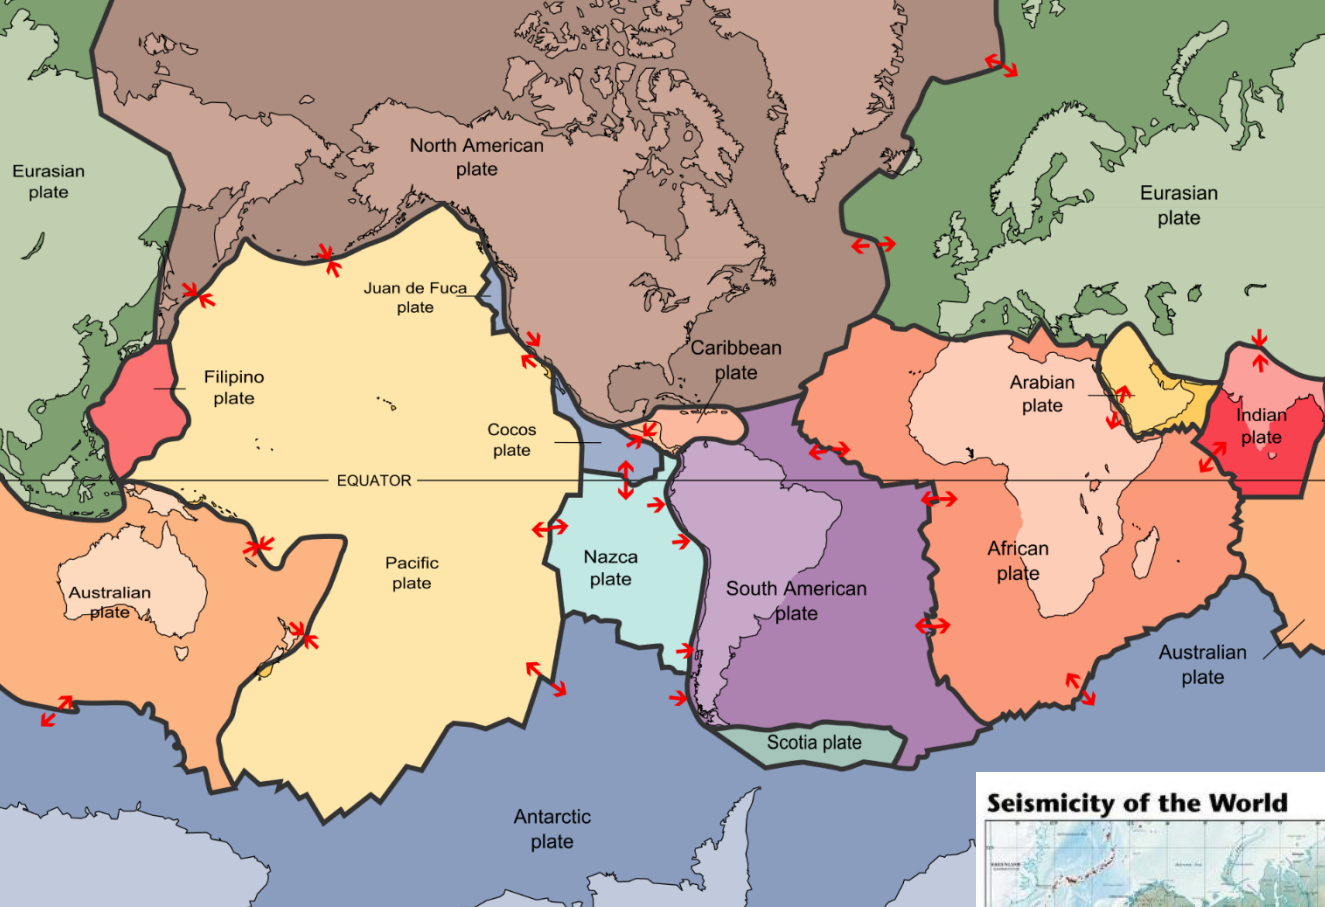 North American
plate
Eurasian
plate
Eurasian
plate
Juan de Fuca
plate
Caribbean
plate
Filipino
plate
Arabian
plate
Indian
plate
Cocos
plate
EQUATOR
Pacific
plate
Nazca
plate
African
plate
South American
plate
Australian
plate
Australian
plate
Scotia plate
Antarctic
plate
Seismicity of the World